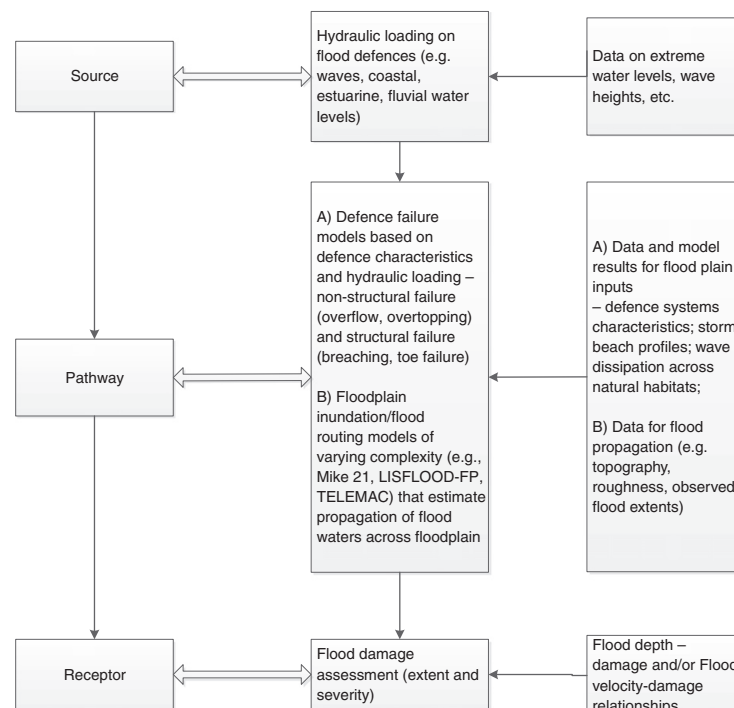 Source
Hydraulic loading on
flood defences (e.g.
waves, coastal,
estuarine, fluvial water
levels)
Data on extreme
water levels, wave
heights, etc.
Pathway
A) Defence failure
models based on
defence characteristics
and hydraulic loading –
non-structural failure
(overflow, overtopping)
and structural failure
(breaching, toe failure)
B) Floodplain
inundation/flood
routing models of
varying complexity (e.g.,
Mike 21, LISFLOOD-FP,
TELEMAC) that estimate
propagation of flood
waters across floodplain
A) Data and model
results for flood plain
inputs
– defence systems
characteristics; storm
beach profiles; wave
dissipation across
natural habitats;
B) Data for flood
propagation (e.g.
topography,
roughness, observed
flood extents)
Receptor
Flood damage
assessment (extent and
severity)
Flood depth –
damage and/or Flood
velocity-damage
relationships